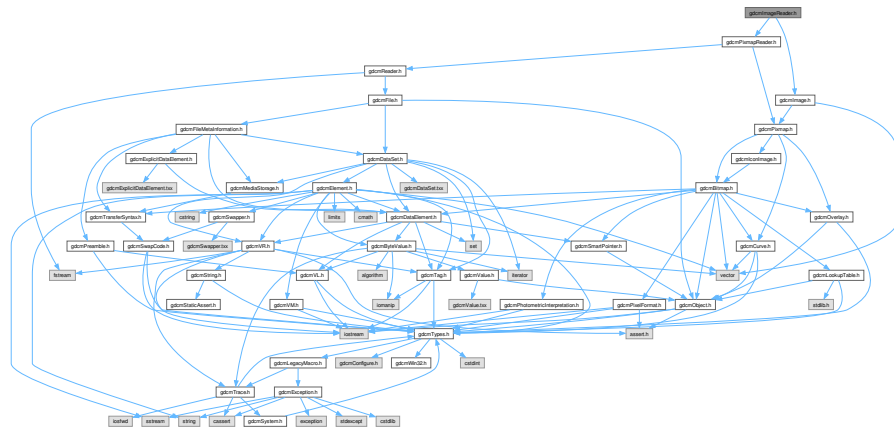 gdcmImageReader.h
gdcmPixmapReader.h
gdcmReader.h
gdcmFile.h
gdcmImage.h
gdcmFileMetaInformation.h
gdcmPixmap.h
gdcmExplicitDataElement.h
gdcmDataSet.h
gdcmIconImage.h
gdcmExplicitDataElement.txx
gdcmMediaStorage.h
gdcmElement.h
gdcmDataSet.txx
gdcmBitmap.h
gdcmTransferSyntax.h
cstring
gdcmSwapper.h
limits
cmath
gdcmDataElement.h
gdcmOverlay.h
gdcmPreamble.h
gdcmSwapCode.h
gdcmSwapper.txx
gdcmVR.h
gdcmByteValue.h
set
gdcmSmartPointer.h
gdcmCurve.h
fstream
gdcmString.h
gdcmVL.h
algorithm
gdcmTag.h
gdcmValue.h
iterator
vector
gdcmLookupTable.h
gdcmStaticAssert.h
gdcmVM.h
iomanip
gdcmValue.txx
gdcmPhotometricInterpretation.h
gdcmPixelFormat.h
gdcmObject.h
stdlib.h
iostream
gdcmTypes.h
assert.h
gdcmLegacyMacro.h
gdcmConfigure.h
gdcmWin32.h
cstdint
gdcmTrace.h
gdcmException.h
iosfwd
sstream
string
cassert
gdcmSystem.h
exception
stdexcept
cstdlib